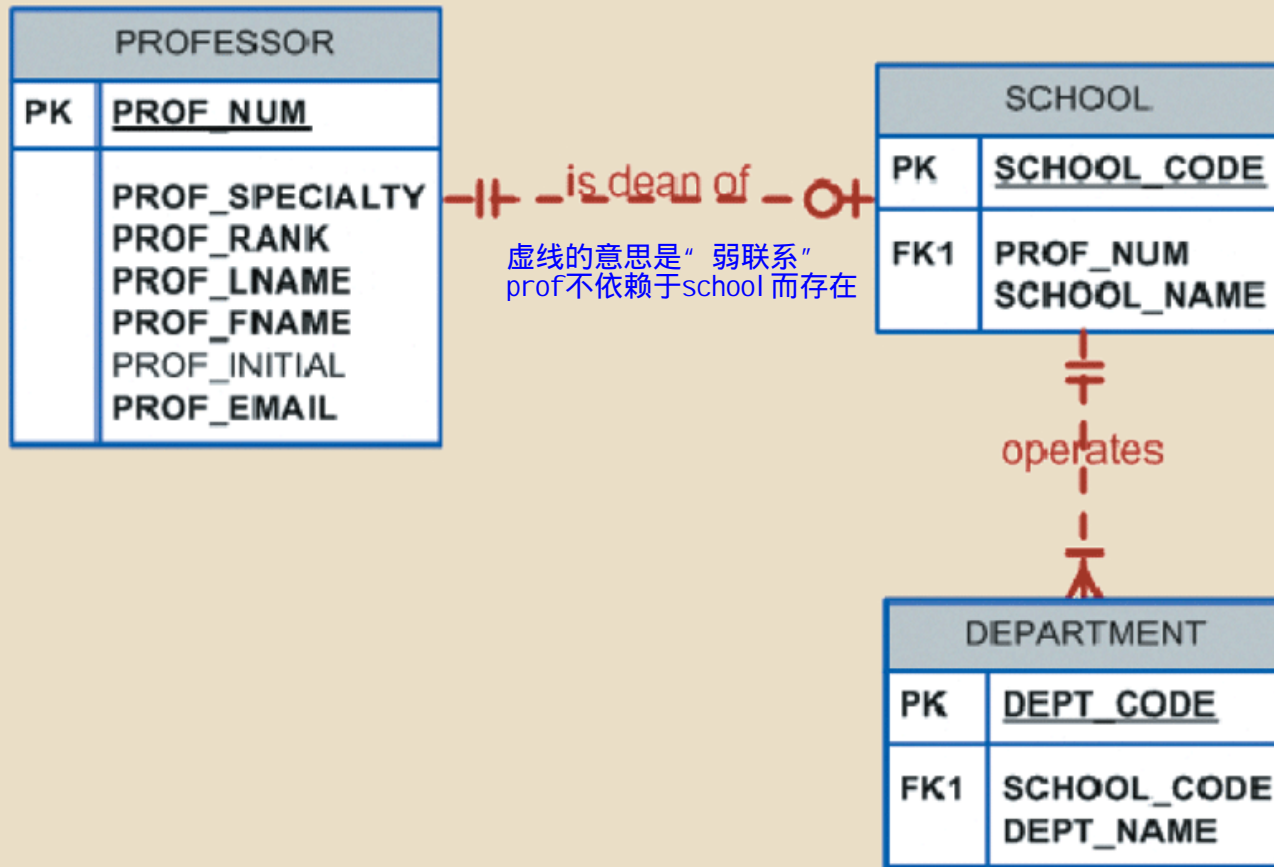 PROFESSOR
PK PROF_NUM
PROF_SPECIALTY
PROF_RANK
PROF_LNAME
PROF_FNAME
PROF_INITIAL
PROF_EMAIL
is dean of
虚线的意思是“弱联系”
prof不依赖于school而存在
SCHOOL
PK SCHOOL_CODE
FK1 PROF_NUM
SCHOOL_NAME
operates
DEPARTMENT
PK DEPT_CODE
FK1 SCHOOL_CODE
DEPT_NAME